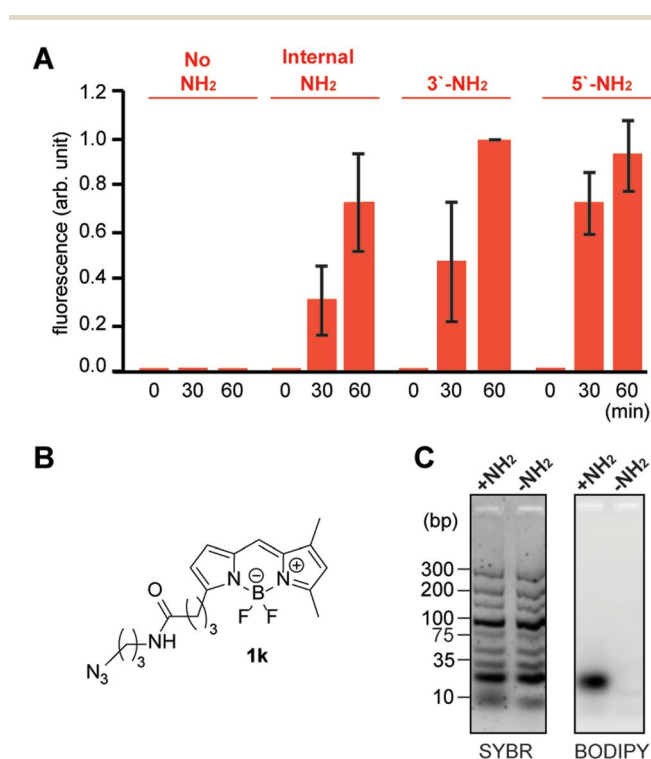 A
No Internal
NH2 NH2 3`-NH2 5`-NH2
fluorescence (arb. unit)
1.2
1.0
0.8
0.6
0.4
0.2
0.0
0 30 60 0 30 60 0 30 60 0 30 60
(min)
B
N N
⊖ ⊕
B
F F
O
NH
( )3
( )3
N3
1k
C
+NH2 -NH2 +NH2 -NH2
(bp)
300
200
100
75
35
10
SYBR BODIPY